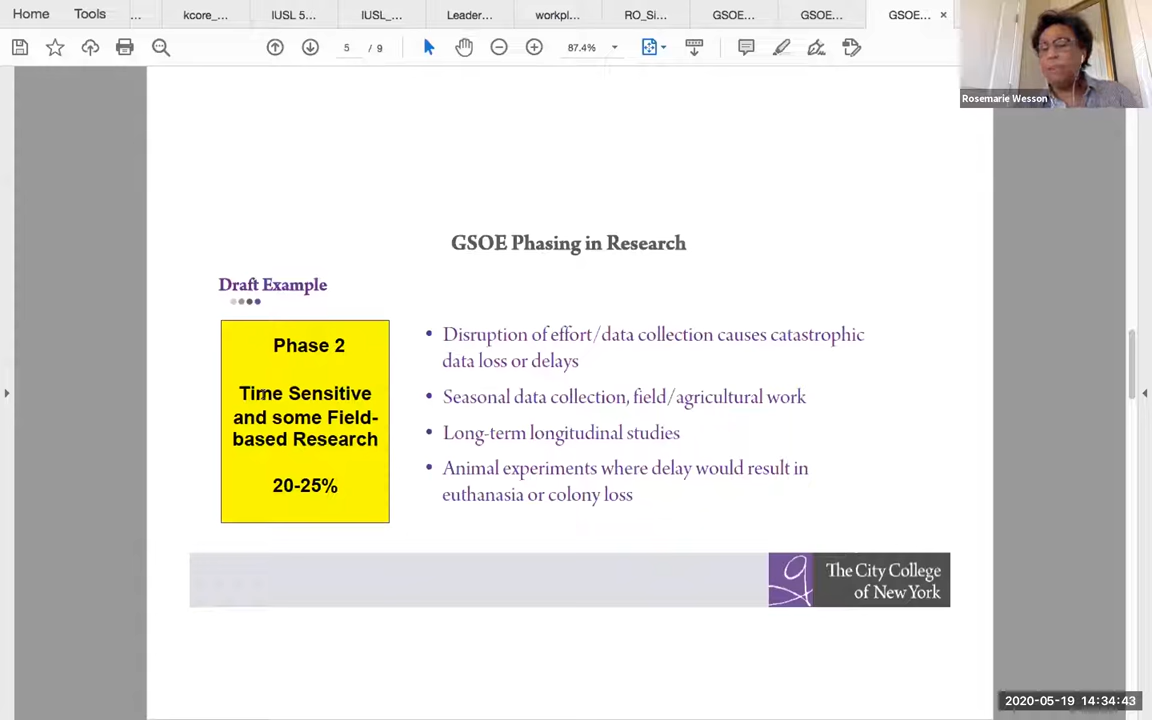 Home
Tools
...
kcore_...
IUSL 5...
IUSL_...
Leader...
workpl...
RO_Si...
GSOE...
GSOE...
GSOE...
×
5 / 9
87.4%
Rosemarie Wesson
GSOE Phasing in Research
Draft Example
Phase 2
Time Sensitive
and some Field-
based Research
20-25%
• Disruption of effort/data collection causes catastrophic
data loss or delays
• Seasonal data collection, field/agricultural work
• Long-term longitudinal studies
• Animal experiments where delay would result in
euthanasia or colony loss
The City College
of New York
2020-05-19 14:34:43